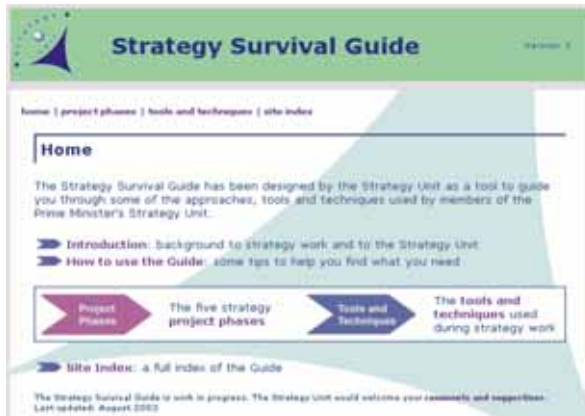 Strategy Survival Guide
Version 2
home | project phases | tools and techniques | site index
Home
The Strategy Survival Guide has been designed by the Strategy Unit as a tool to guide
you through some of the approaches, tools and techniques used by members of the
Prime Minister's Strategy Unit.
Introduction: background to strategy work and to the Strategy Unit
How to use the Guide: some tips to help you find what you need
Project
Phases
The five strategy
project phases
Tools and
Techniques
The tools and
techniques used
during strategy work
Site Index: a full index of the Guide
The Strategy Survival Guide is work in progress. The Strategy Unit would welcome your comments and suggestions.
Last updated: August 2003